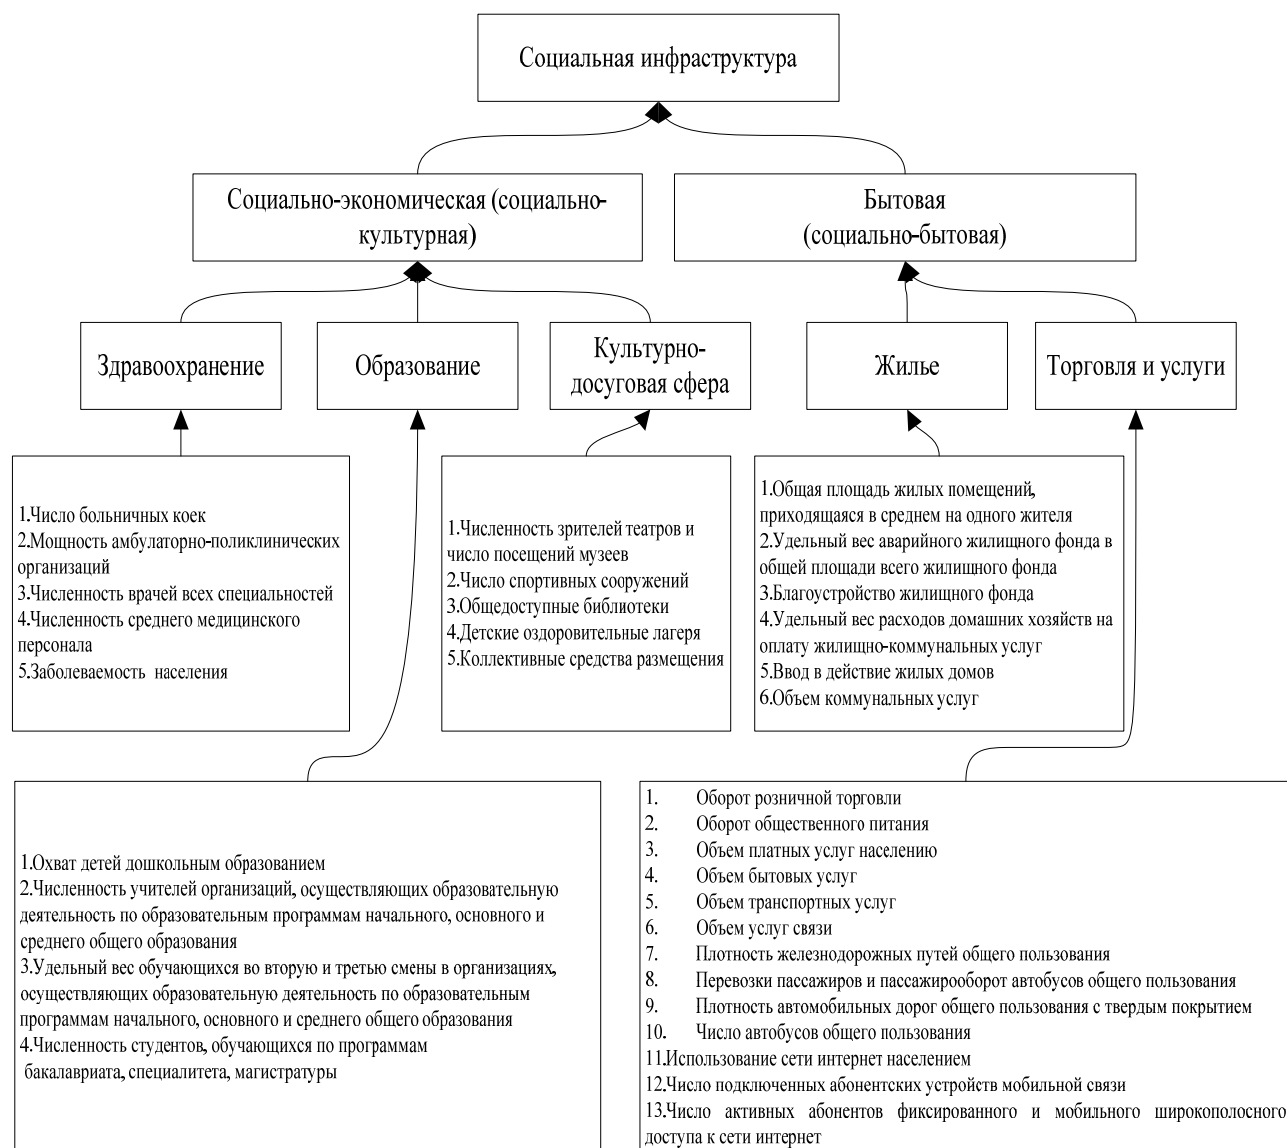 Социальная инфраструктура
Социально-экономическая (социально-
культурная)
Бытовая
(социально-бытовая)
Здравоохранение
Образование
Культурно-
досуговая сфера
Жилье
Торговля и услуги
1.Число больничных коек
2.Мощность амбулаторно-поликлинических
организаций
3.Численность врачей всех специальностей
4.Численность среднего медицинского
персонала
5.Заболеваемость населения
1.Численность зрителей театров и
число посещений музеев
2.Число спортивных сооружений
3.Общедоступные библиотеки
4.Детские оздоровительные лагеря
5.Коллективные средства размещения
1.Общая площадь жилых помещений,
приходящаяся в среднем на одного жителя
2.Удельный вес аварийного жилищного фонда в
общей площади всего жилищного фонда
3.Благоустройство жилищного фонда
4.Удельный вес расходов домашних хозяйств на
оплату жилищно-коммунальных услуг
5.Ввод в действие жилых домов
6.Объем коммунальных услуг
1.Охват детей дошкольным образованием
2.Численность учителей организаций, осуществляющих образовательную
деятельность по образовательным программам начального, основного и
среднего общего образования
3.Удельный вес обучающихся во вторую и третью смены в организациях,
осуществляющих образовательную деятельность по образовательным
программам начального, основного и среднего общего образования
4.Численность студентов, обучающихся по программам
бакалавриата, специалитета, магистратуры
1. Оборот розничной торговли
2. Оборот общественного питания
3. Объем платных услуг населению
4. Объем бытовых услуг
5. Объем транспортных услуг
6. Объем услуг связи
7. Плотность железнодорожных путей общего пользования
8. Перевозки пассажиров и пассажирооборот автобусов общего пользования
9. Плотность автомобильных дорог общего пользования с твердым покрытием
10. Число автобусов общего пользования
11.Использование сети интернет населением
12.Число подключенных абонентских устройств мобильной связи
13.Число активных абонентов фиксированного и мобильного широкополосного
доступа к сети интернет